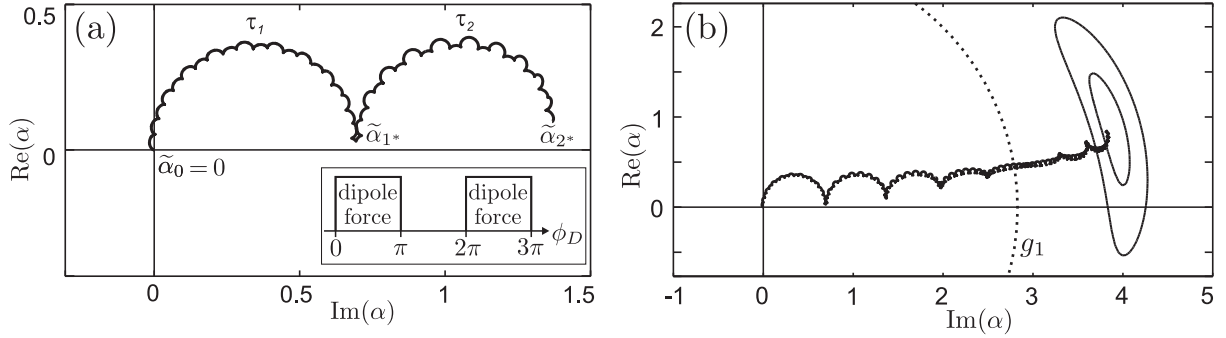 (a)
τ1
τ2
0.5
0
Re(α)
α̃0 = 0
α̃1*
α̃2*
dipole force
dipole force
0 π 2π 3π ϕD
0 0.5 1.0 1.5
Im(α)
(b)
2
1
0
Re(α)
g1
-1 0 1 2 3 4 5
Im(α)